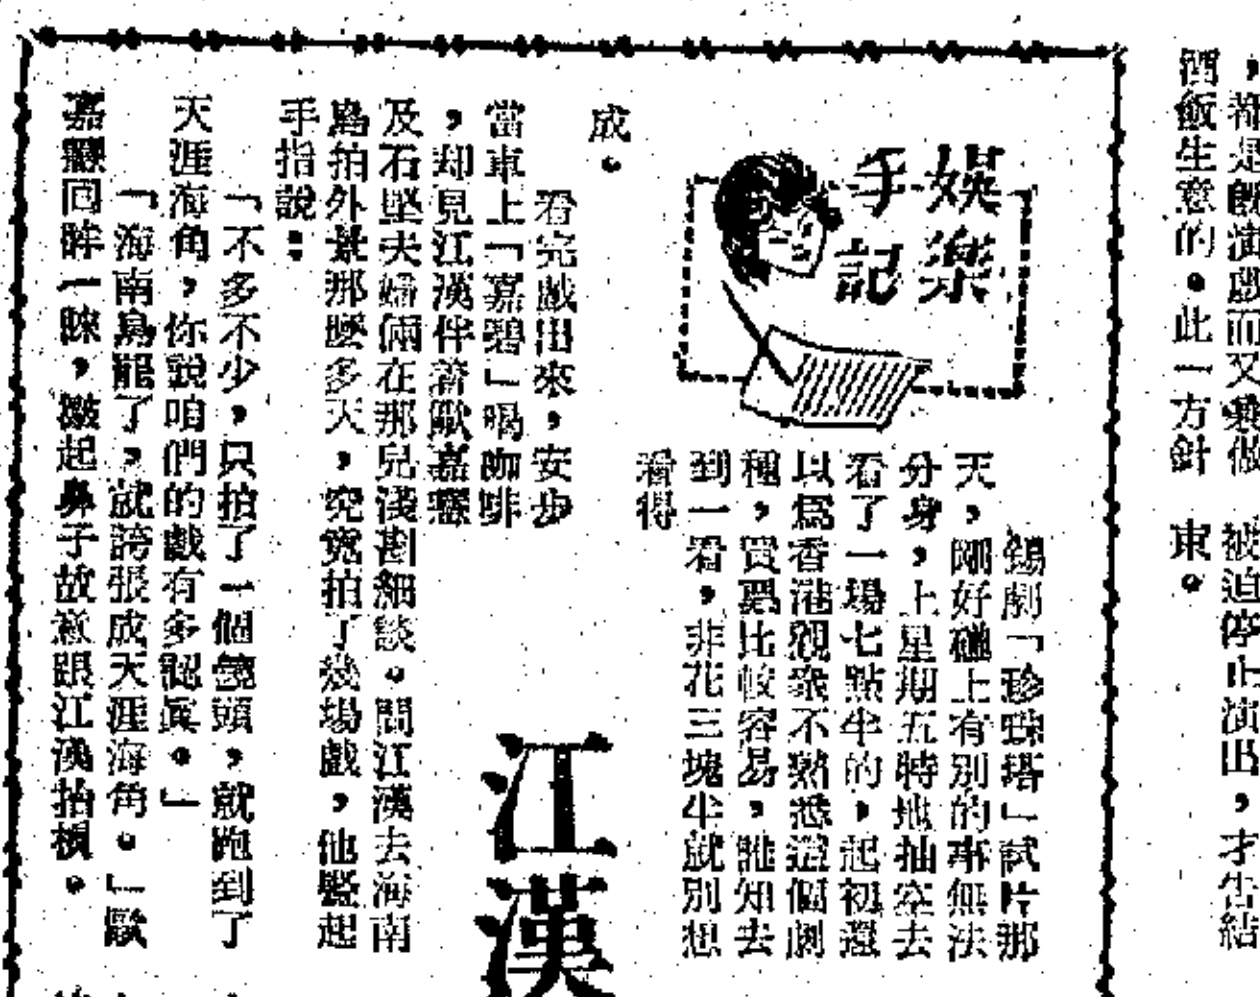 ，都是既演戲而又兼做
酒飯生意的。此一方針
被迫停止演出，才告結
東。
娛樂
手記
錫劇「珍珠塔」試片那
天，剛好碰上有別的事無法
分身，上星期五特地抽空去
看了一場七點半的，起初還
以爲香港觀衆不熟悉這個劇
種，買票比較容易，誰知去
到一看，非花三塊半就別想
看得
成。
看完戲出來，安步
當車上「嘉碧」喝咖啡
，却見江漢伴着歐嘉慧
及石堅夫婦倆在那兒淺斟細談。問江漢去海南
島拍外景那麼多天，究竟拍了幾場戲，他竪起
手指說：
「不多不少，只拍了一個鏡頭，就跑到了
天涯海角，你說咱們的戲有多認眞。」
「海南島罷了，就誇張成天涯海角。」歐
嘉慧回眸一睞，皺起鼻子故意跟江漢抬槓。
江漢